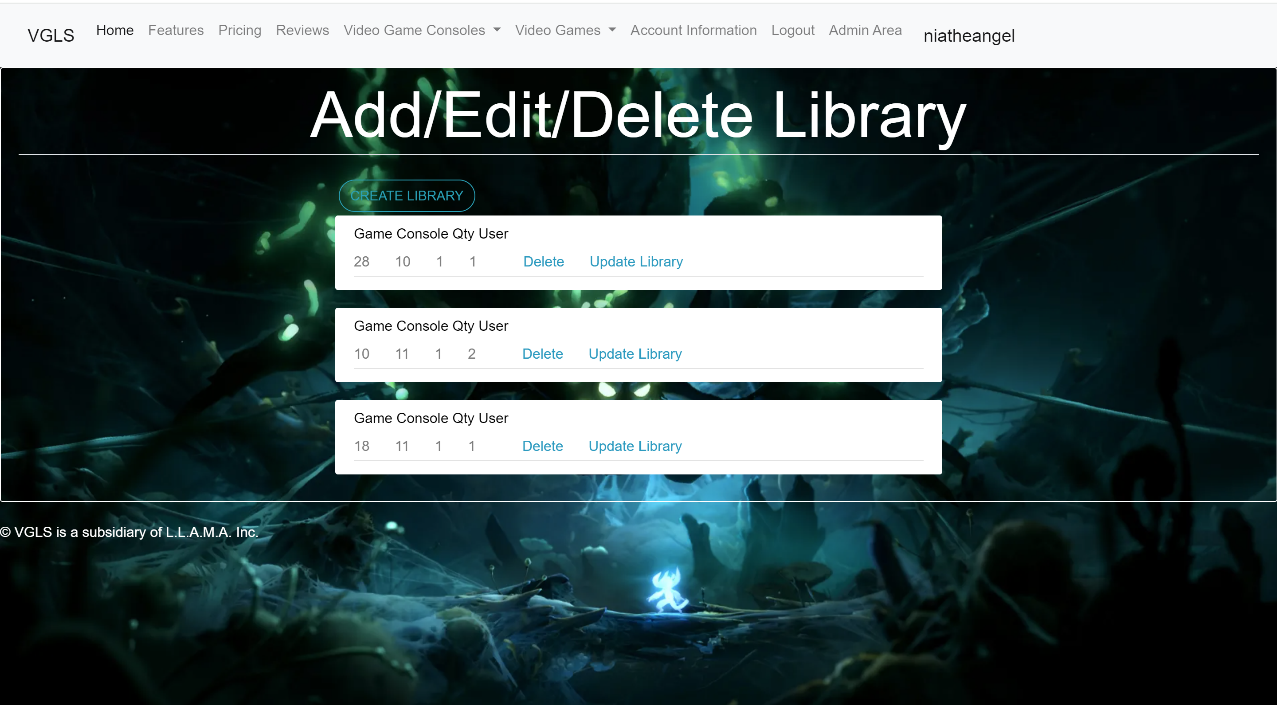 VGLS Home Features Pricing Reviews Video Game Consoles Video Games Account Information Logout Admin Area niatheangel
Add/Edit/Delete Library
CREATE LIBRARY
Game Console Qty User
28 10 1 1 Delete Update Library
Game Console Qty User
10 11 1 2 Delete Update Library
Game Console Qty User
18 11 1 1 Delete Update Library
© VGLS is a subsidiary of L.L.A.M.A. Inc.